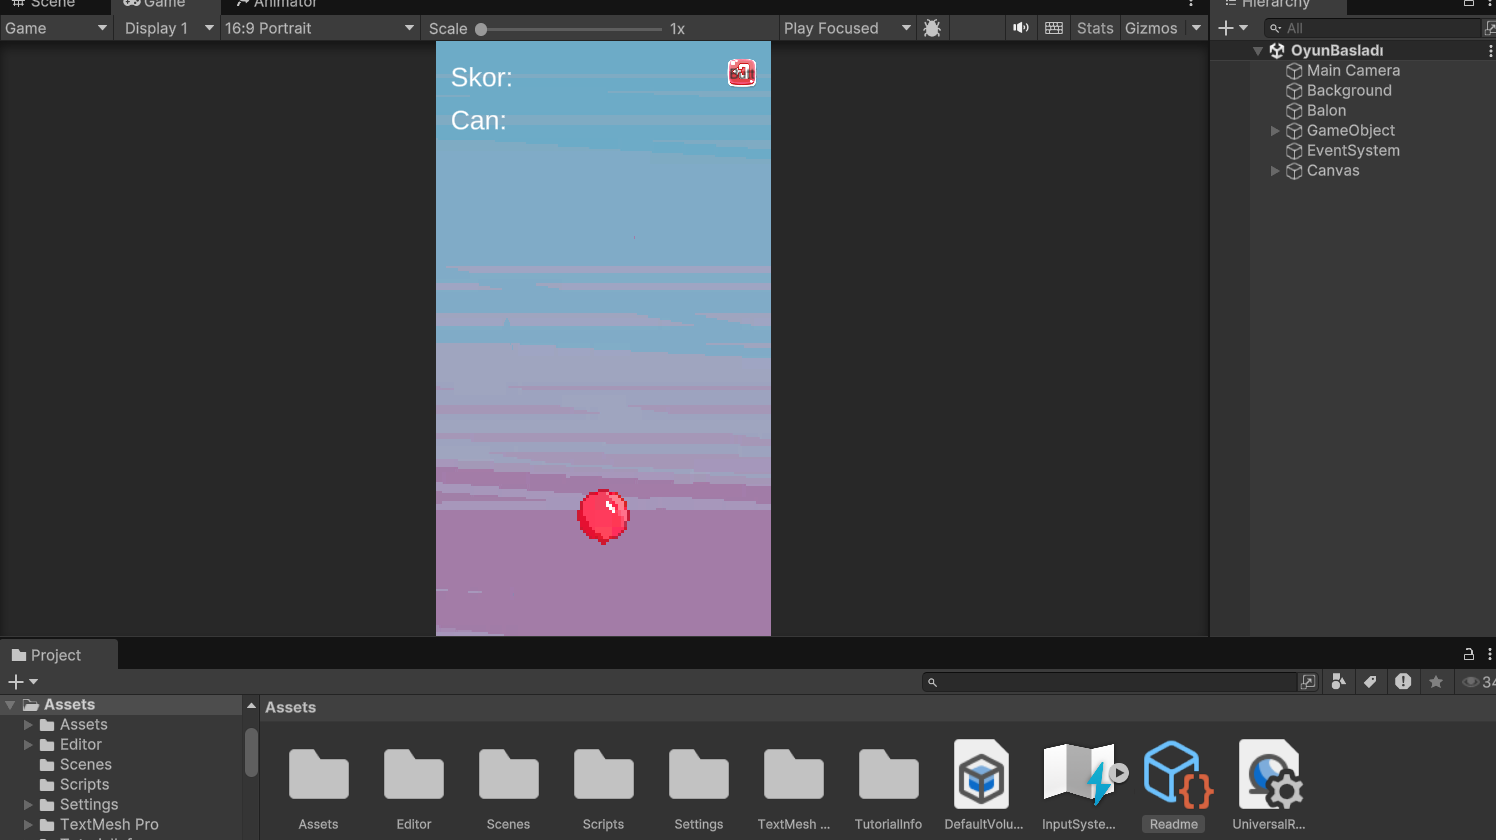 Scene Game Animator Hierarchy
Game Display 1 16:9 Portrait Scale 1x Play Focused Stats Gizmos
All
OyunBasladı
Main Camera
Background
Balon
GameObject
EventSystem
Canvas
Skor:
Can:
Project
34
Assets
Assets
Editor
Scenes
Scripts
Settings
TextMesh Pro
Assets
Assets Editor Scenes Scripts Settings TextMesh ... TutorialInfo DefaultVolu... InputSyste... Readme UniversalR...